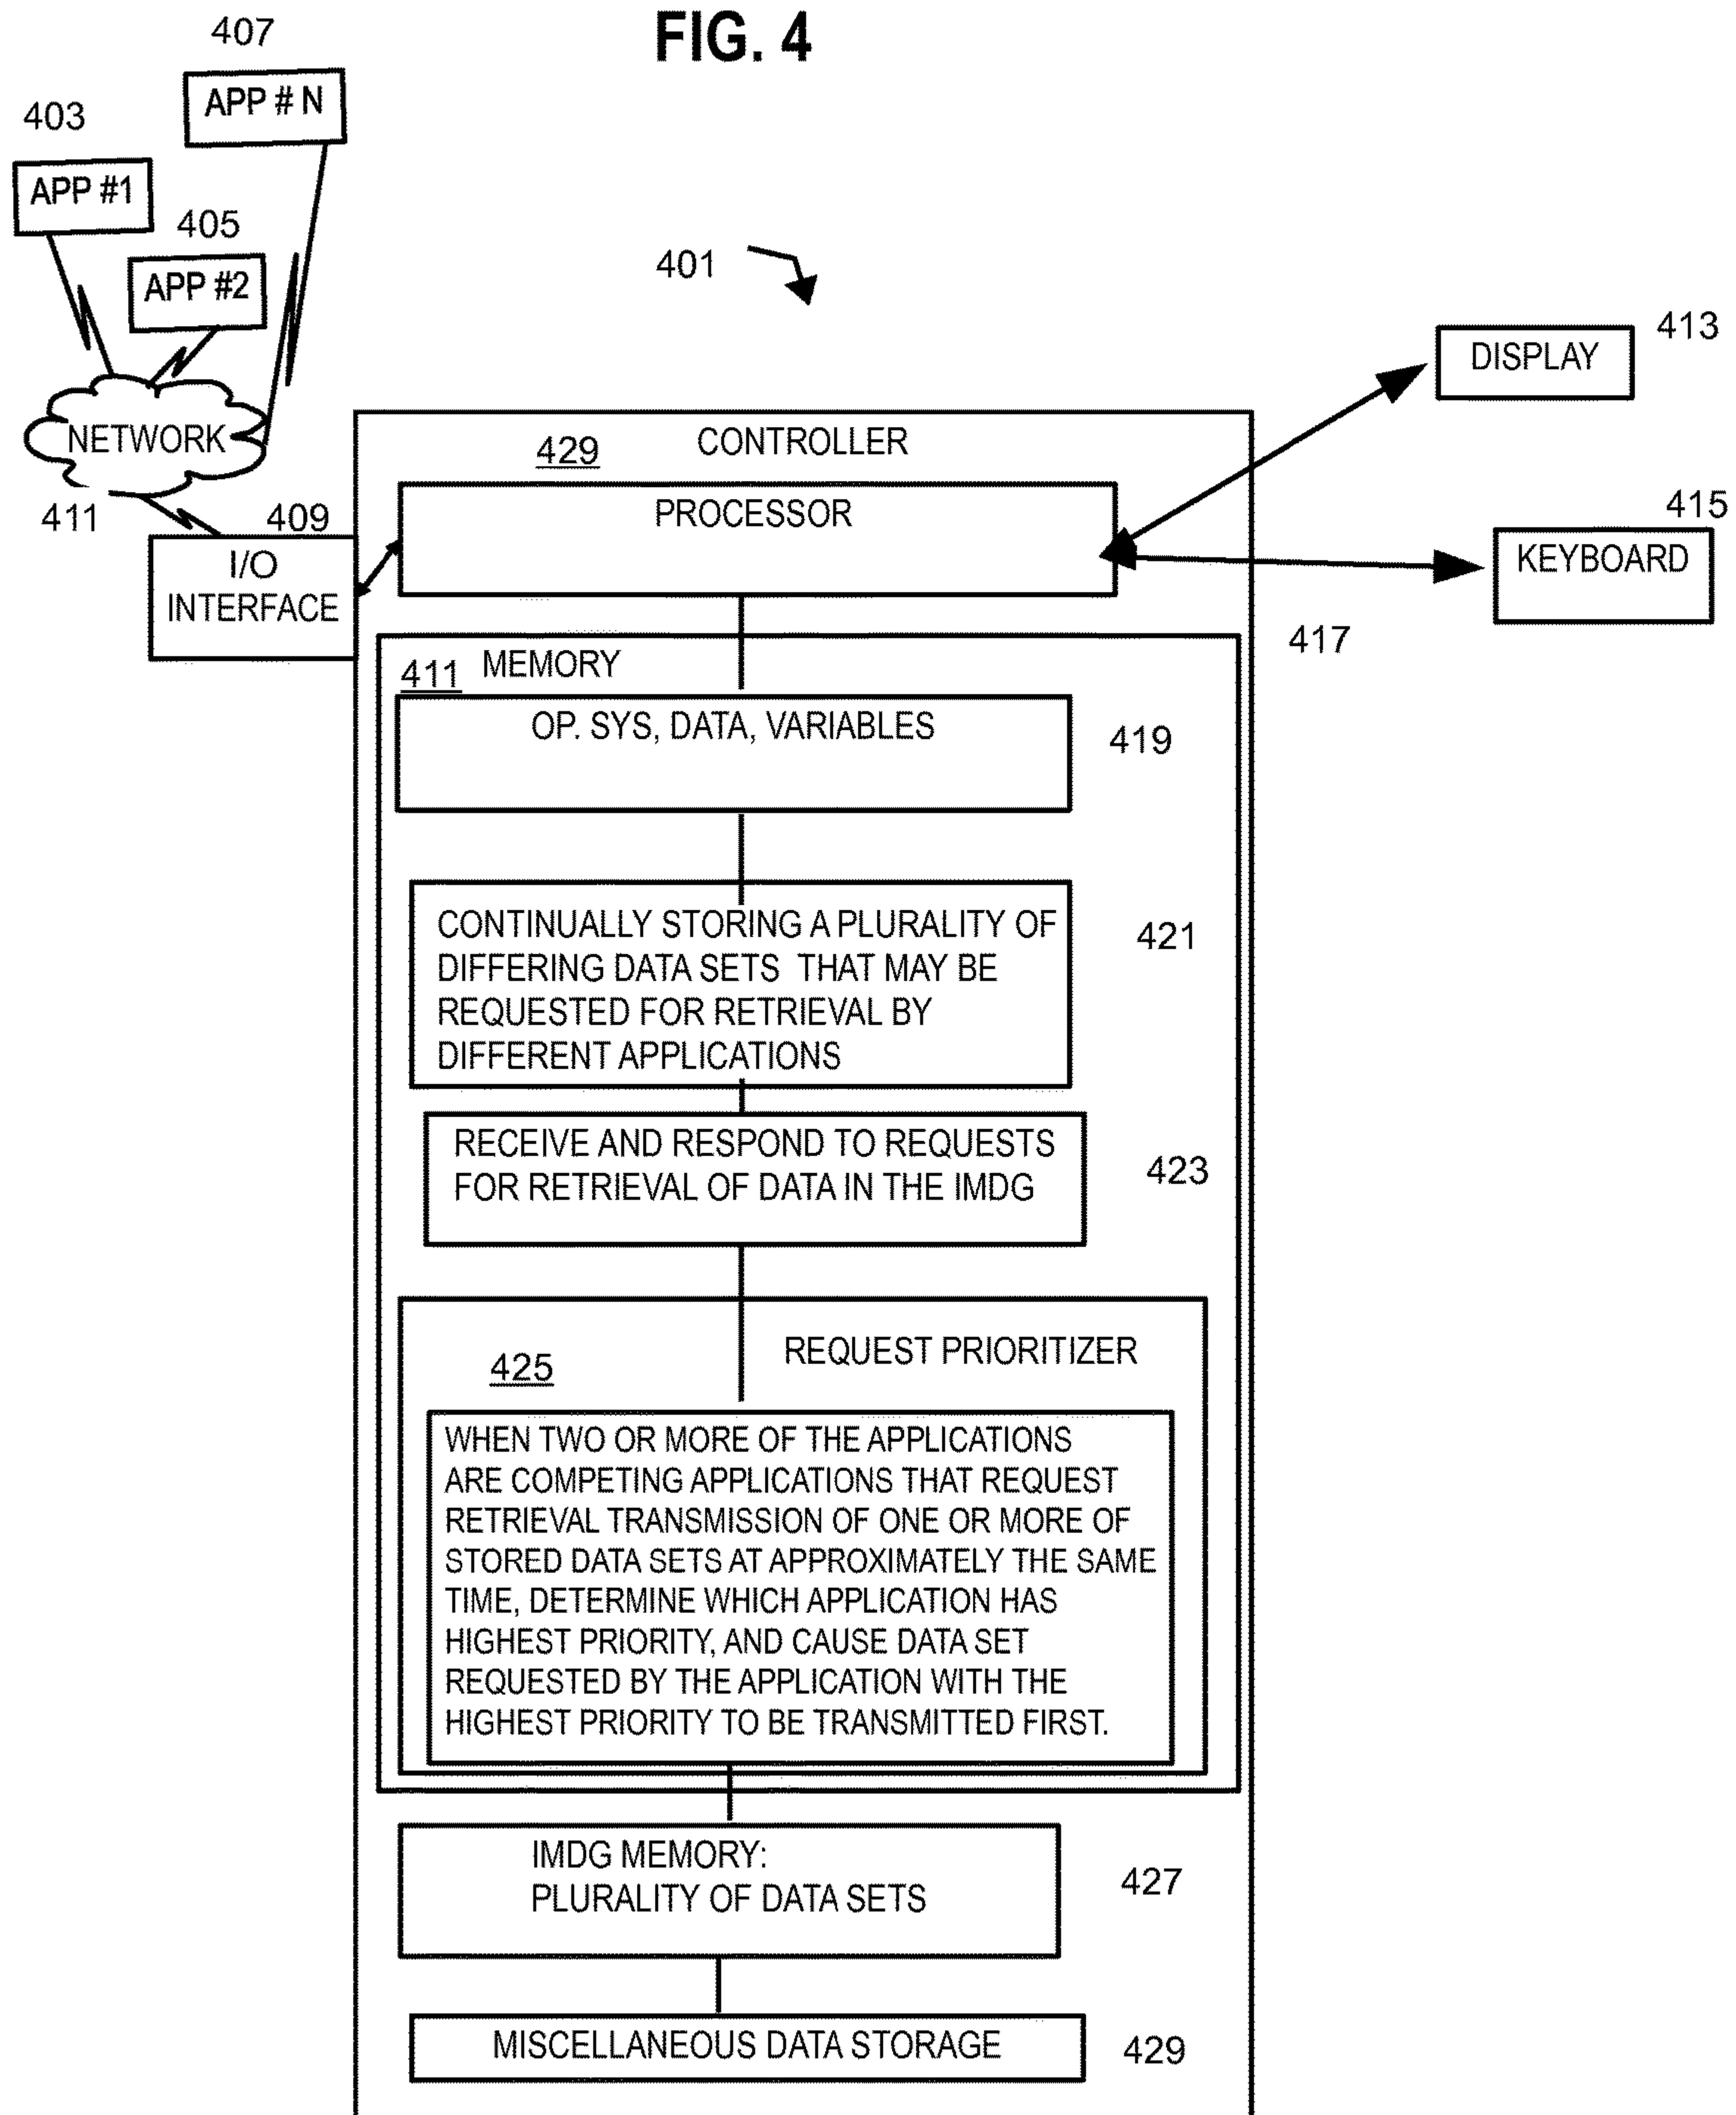 FIG. 4
407
APP # N
403
APP #1
405
APP #2
401
413
DISPLAY
NETWORK
411
409
I/O
INTERFACE
CONTROLLER
429
PROCESSOR
415
KEYBOARD
417
411 MEMORY
OP. SYS, DATA, VARIABLES
419
CONTINUALLY STORING A PLURALITY OF
DIFFERING DATA SETS THAT MAY BE
REQUESTED FOR RETRIEVAL BY
DIFFERENT APPLICATIONS
421
RECEIVE AND RESPOND TO REQUESTS
FOR RETRIEVAL OF DATA IN THE IMDG
423
REQUEST PRIORITIZER
425
WHEN TWO OR MORE OF THE APPLICATIONS
ARE COMPETING APPLICATIONS THAT REQUEST
RETRIEVAL TRANSMISSION OF ONE OR MORE OF
STORED DATA SETS AT APPROXIMATELY THE SAME
TIME, DETERMINE WHICH APPLICATION HAS
HIGHEST PRIORITY, AND CAUSE DATA SET
REQUESTED BY THE APPLICATION WITH THE
HIGHEST PRIORITY TO BE TRANSMITTED FIRST.
IMDG MEMORY:
PLURALITY OF DATA SETS
427
MISCELLANEOUS DATA STORAGE
429